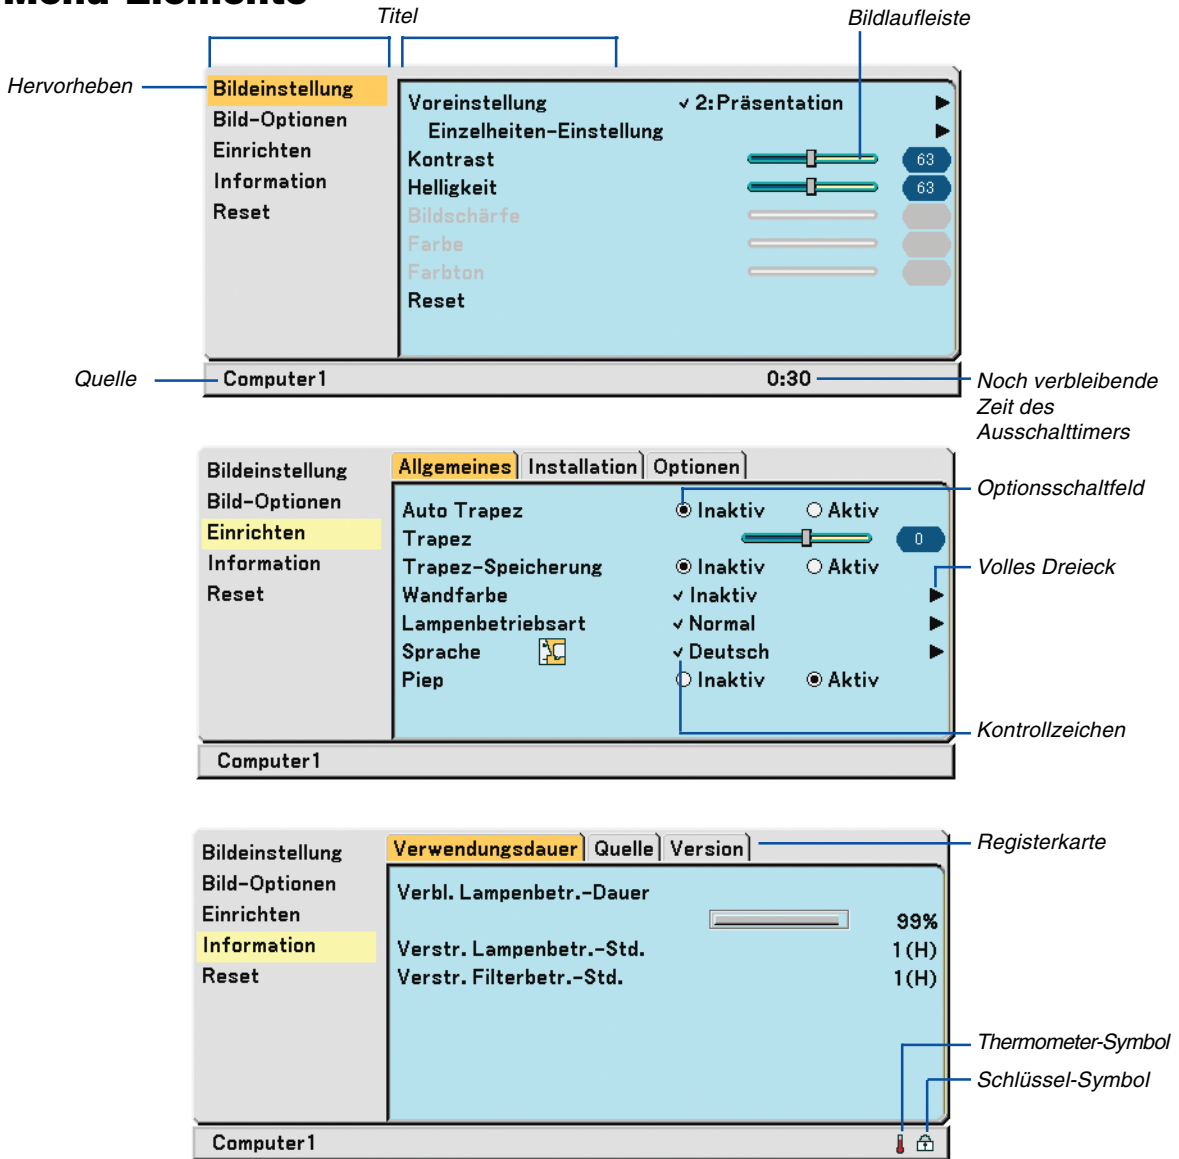 Menü-Elemente
Titel
Bildlaufleiste
Hervorheben
Bildeinstellung
Bild-Optionen
Einrichten
Information
Reset
Voreinstellung ✓ 2:Präsentation
Einzelheiten-Einstellung
Kontrast 63
Helligkeit 63
Bildschärfe
Farbe
Farbton
Reset
Quelle
Computer1 0:30
Noch verbleibende
Zeit des
Ausschalttimers
Bildeinstellung
Bild-Optionen
Einrichten
Information
Reset
Allgemeines Installation Optionen
Auto Trapez Inaktiv Aktiv
Trapez 0
Trapez-Speicherung Inaktiv Aktiv
Wandfarbe ✓ Inaktiv
Lampenbetriebsart ✓ Normal
Sprache ✓ Deutsch
Piep Inaktiv Aktiv
Optionsschaltfeld
Volles Dreieck
Kontrollzeichen
Computer1
Bildeinstellung
Bild-Optionen
Einrichten
Information
Reset
Verwendungsdauer Quelle Version
Registerkarte
Verbl. Lampenbetr.-Dauer
99%
Verstr. Lampenbetr.-Std. 1(H)
Verstr. Filterbetr.-Std. 1(H)
Thermometer-Symbol
Schlüssel-Symbol
Computer1